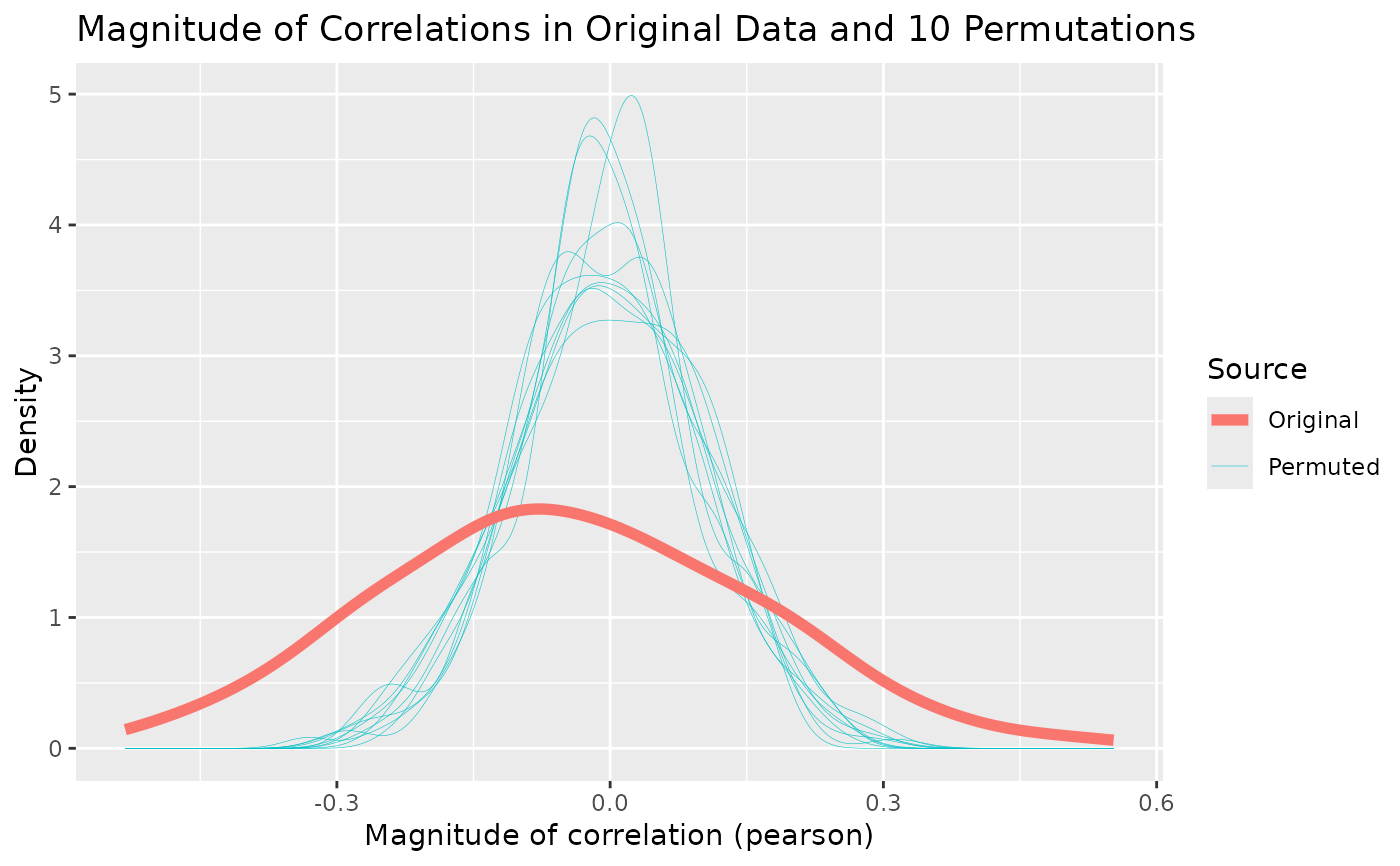 Magnitude of Correlations in Original Data and 10 Permutations
5
4
3
2
1
0
Density
-0.3 0.0 0.3 0.6
Magnitude of correlation (pearson)
Source
Original
Permuted